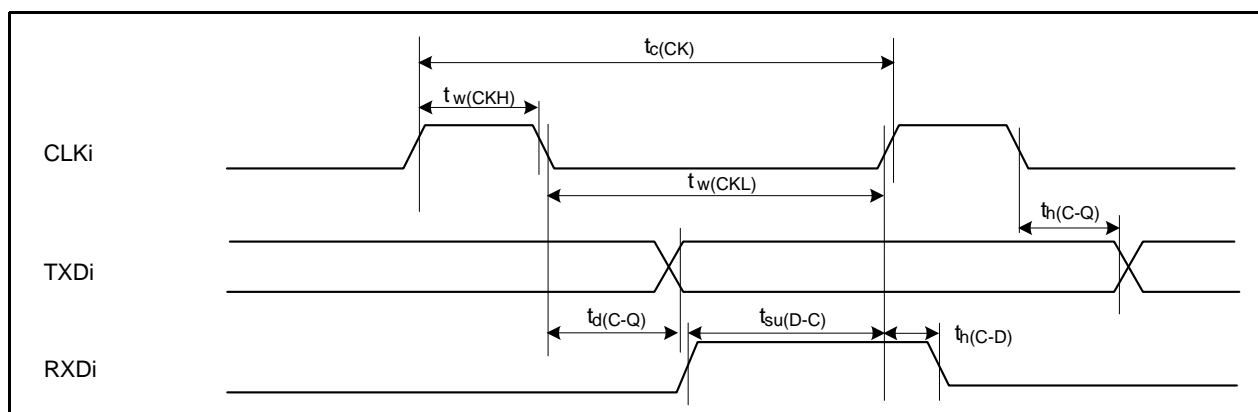 tc(CK)
tw(CKH)
CLKi
tw(CKL)
th(C-Q)
TXDi
td(C-Q)
tsu(D-C)
th(C-D)
RXDi